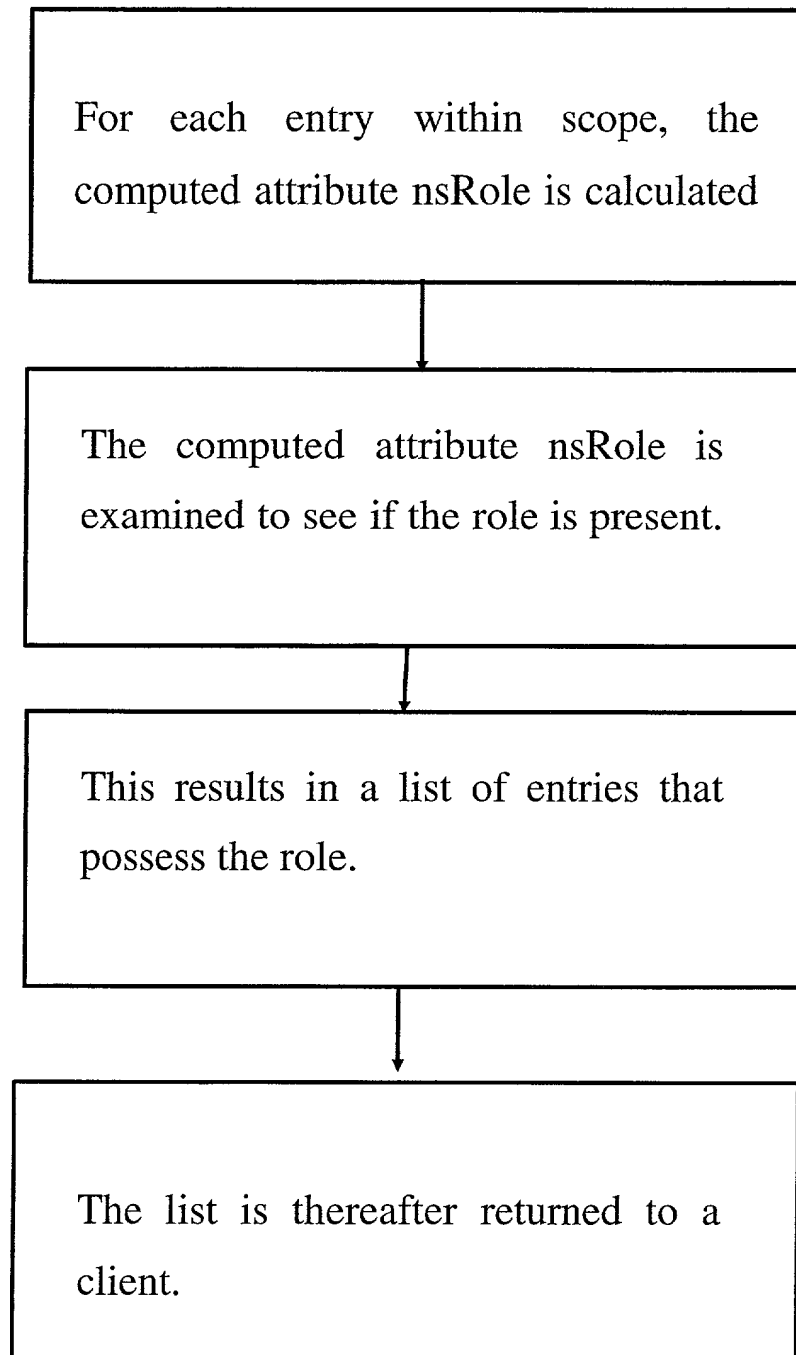 For each entry within scope, the
computed attribute nsRole is calculated
The computed attribute nsRole is
examined to see if the role is present.
This results in a list of entries that
possess the role.
The list is thereafter returned to a
client.